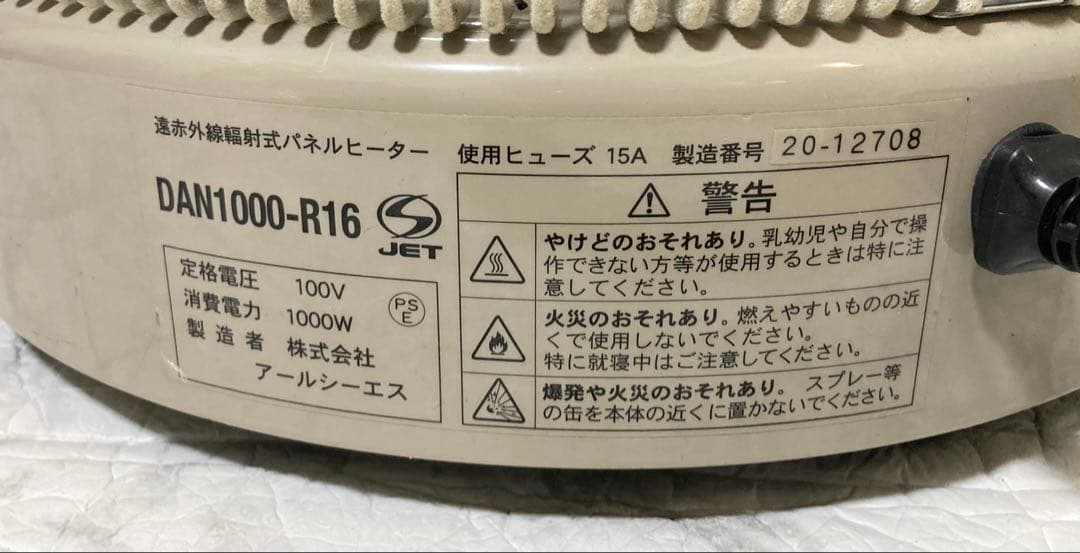 遠赤外線輻射式パネルヒーター
DAN1000-R16
JET
定格電圧 100V
消費電力 1000W
製造者 株式会社
アールシーエス
PS
E
使用ヒューズ 15A 製造番号 20-12708
警告
やけどのおそれあり。乳幼児や自分で操
作できない方等が使用するときは特に注
意してください。
火災のおそれあり。燃えやすいものの近
くで使用しないでください。
特に就寝中はご注意してください。
爆発や火災のおそれあり。 スプレー等
の缶を本体の近くに置かないでください。